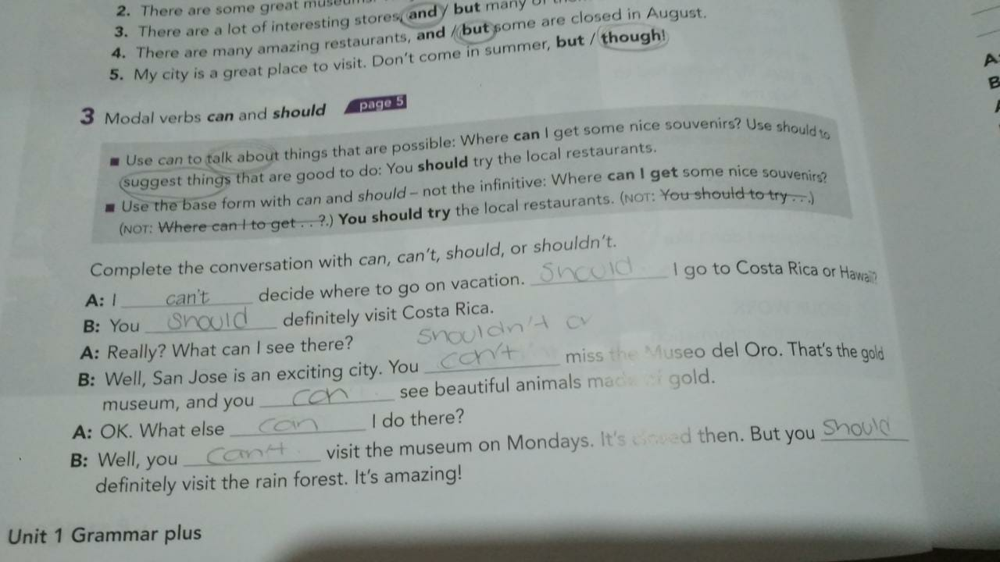 2. There are some great museums.
3. There are a lot of interesting stores, and / but many of
4. There are many amazing restaurants, and / but some are closed in August.
5. My city is a great place to visit. Don't come in summer, but / though!
3 Modal verbs can and should page 5
■ Use can to talk about things that are possible: Where can I get some nice souvenirs? Use should to
suggest things that are good to do: You should try the local restaurants.
■ Use the base form with can and should – not the infinitive: Where can I get some nice souvenirs?
(NOT: Where can I to get . . ?.) You should try the local restaurants. (NOT: You should to try . . .)
Complete the conversation with can, can't, should, or shouldn't.
A: I can't decide where to go on vacation. Should I go to Costa Rica or Hawaii?
B: You should definitely visit Costa Rica.
A: Really? What can I see there?
shouldn't or
B: Well, San Jose is an exciting city. You can't miss the Museo del Oro. That's the gold
museum, and you can see beautiful animals made of gold.
A: OK. What else can I do there?
B: Well, you can't visit the museum on Mondays. It's closed then. But you should
definitely visit the rain forest. It's amazing!
Unit 1 Grammar plus
A:
B